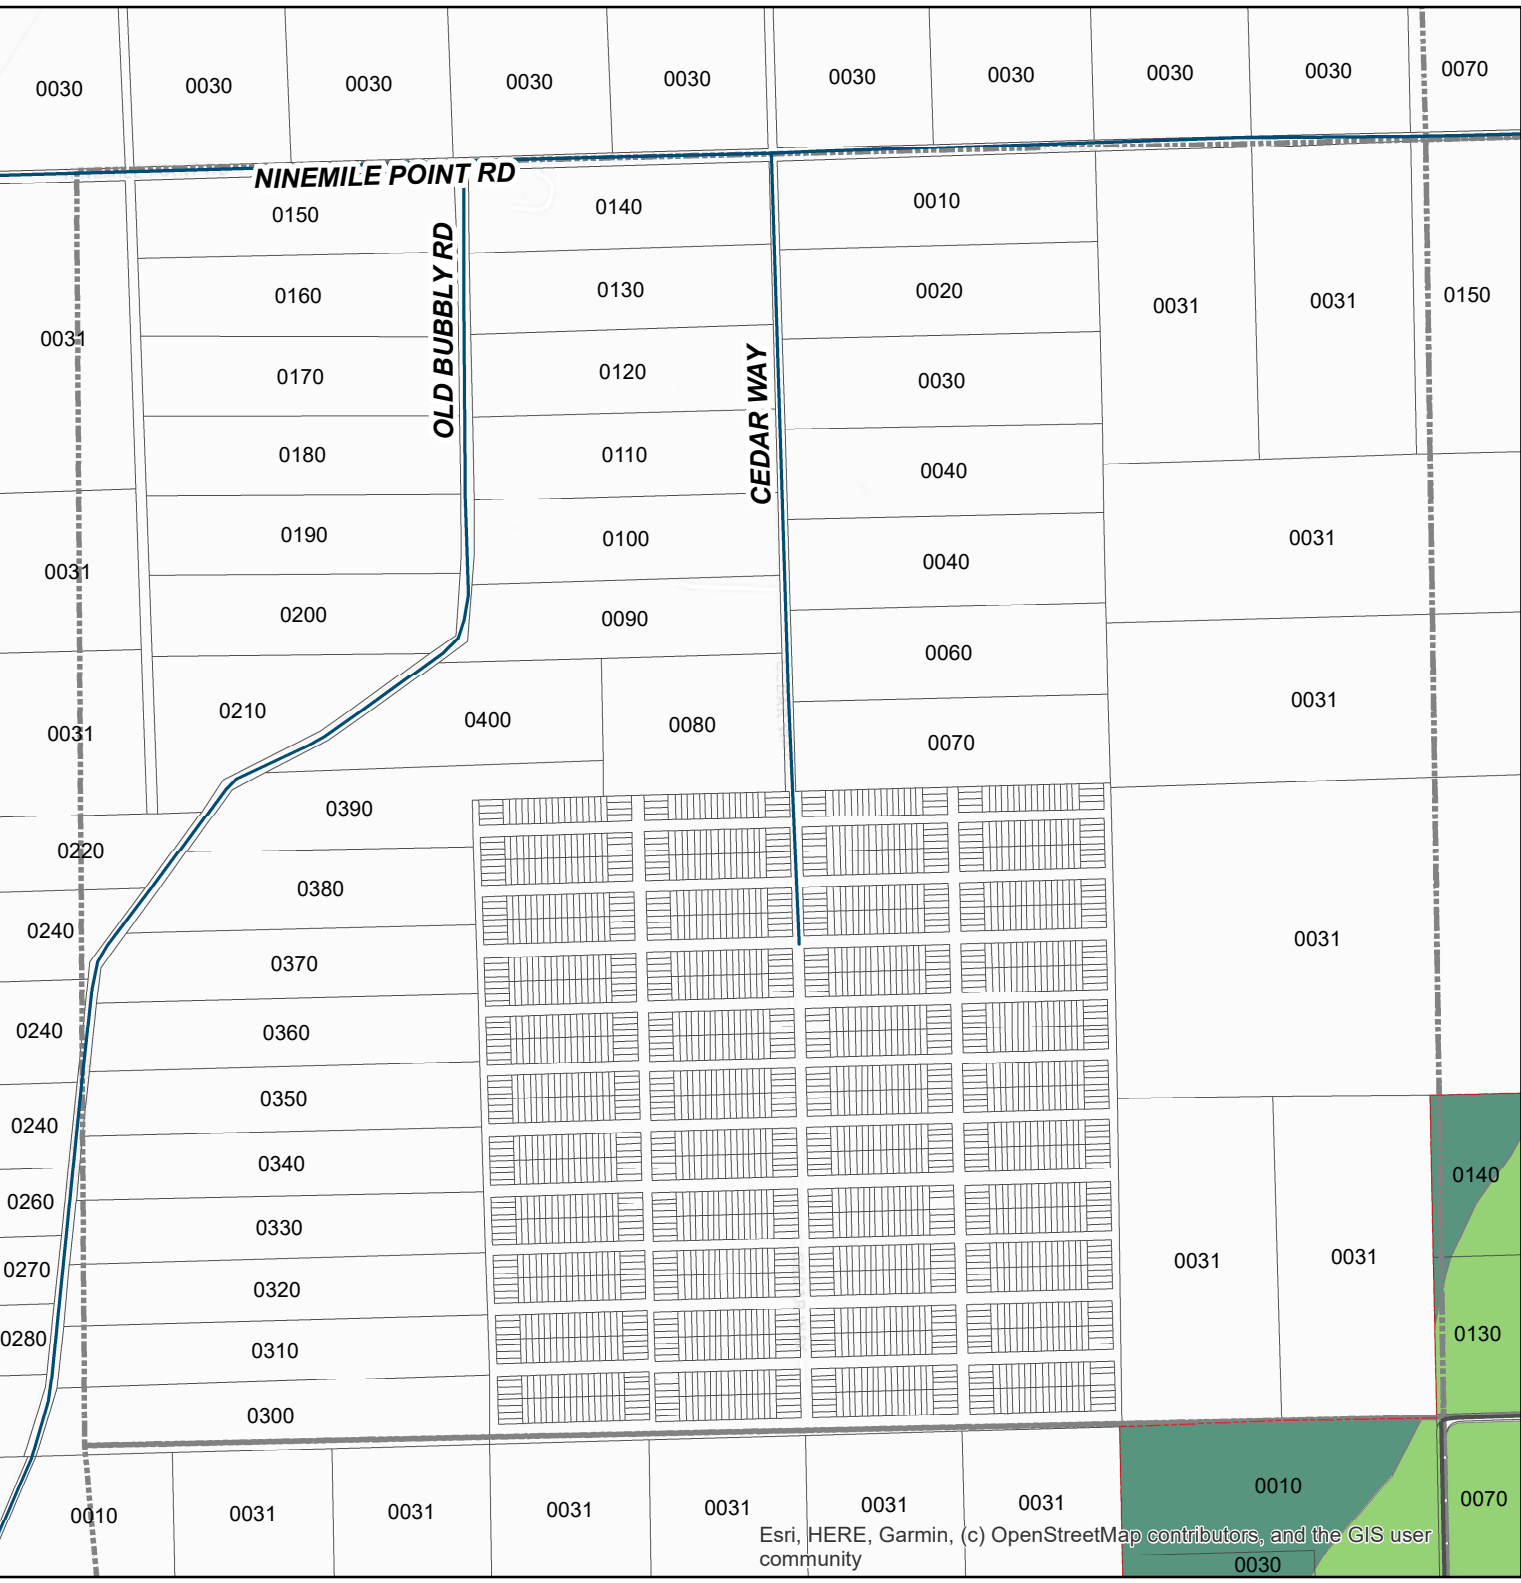 0030 0030 0030 0030 0030 0030 0030 0030 0030 0070
NINEMILE POINT RD
0150 0140 0010
OLD BUBBLY RD
0160 0130 0020
0031 0031 0031 0150
CEDAR WAY
0170 0120 0030
0180 0110 0040
0190 0100 0031
0031 0040
0200 0090 0060
0210 0400 0080 0031
0031 0070
0390
0220
0380
0240 0031
0370
0240 0360
0350
0240
0340 0140
0260
0330
0270 0031 0031
0320
0280 0310 0130
0300
0010 0031 0031 0031 0031 0031 0031 0010 0070
Esri, HERE, Garmin, (c) OpenStreetMap contributors, and the GIS user
community
0030